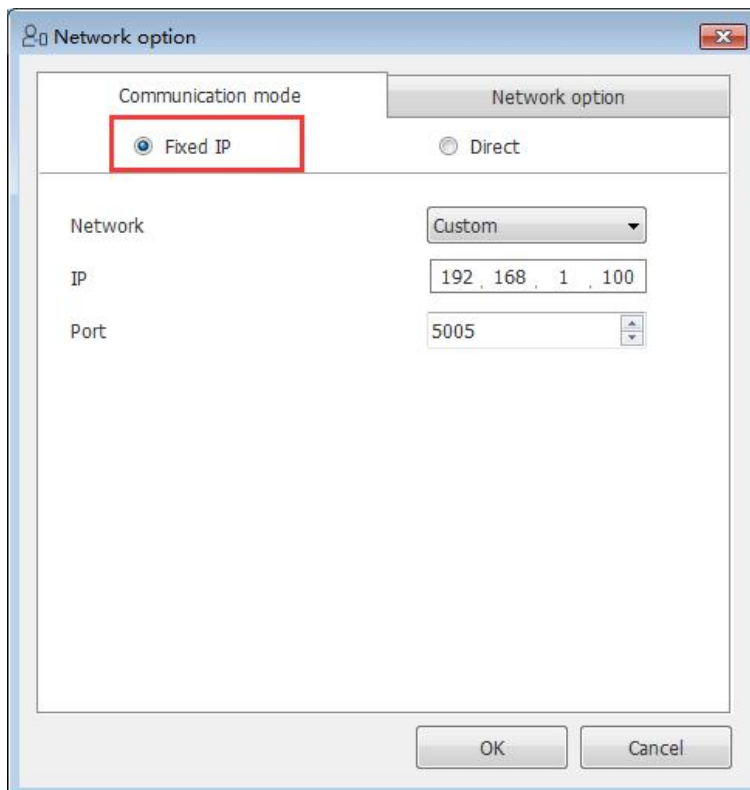 Network option
Communication mode Network option
Fixed IP Direct
Network Custom
IP 192 . 168 . 1 . 100
Port 5005
OK Cancel